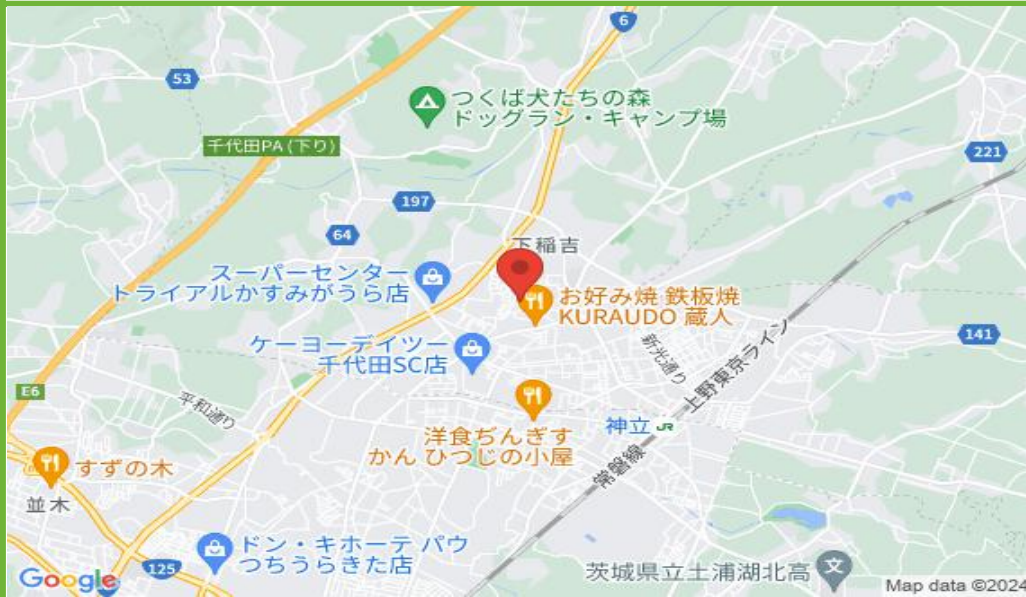 6
53
つくば犬たちの森
ドッグラン・キャンプ場
千代田PA (下り)
221
197
64
下稲吉
スーパーセンター
トライアルかすみがうら店
お好み焼 鉄板焼
KURAUDO 蔵人
ケーヨーデイツー
千代田SC店
新光通り
上野東京ライン
141
E6
平和通り
洋食ぢんぎす
かん ひつじの小屋
神立 JR
常磐線
すずの木
並木
ドン・キホーテ パウ
つちうらきた店
125
茨城県立土浦湖北高
文
Google
Map data ©2024